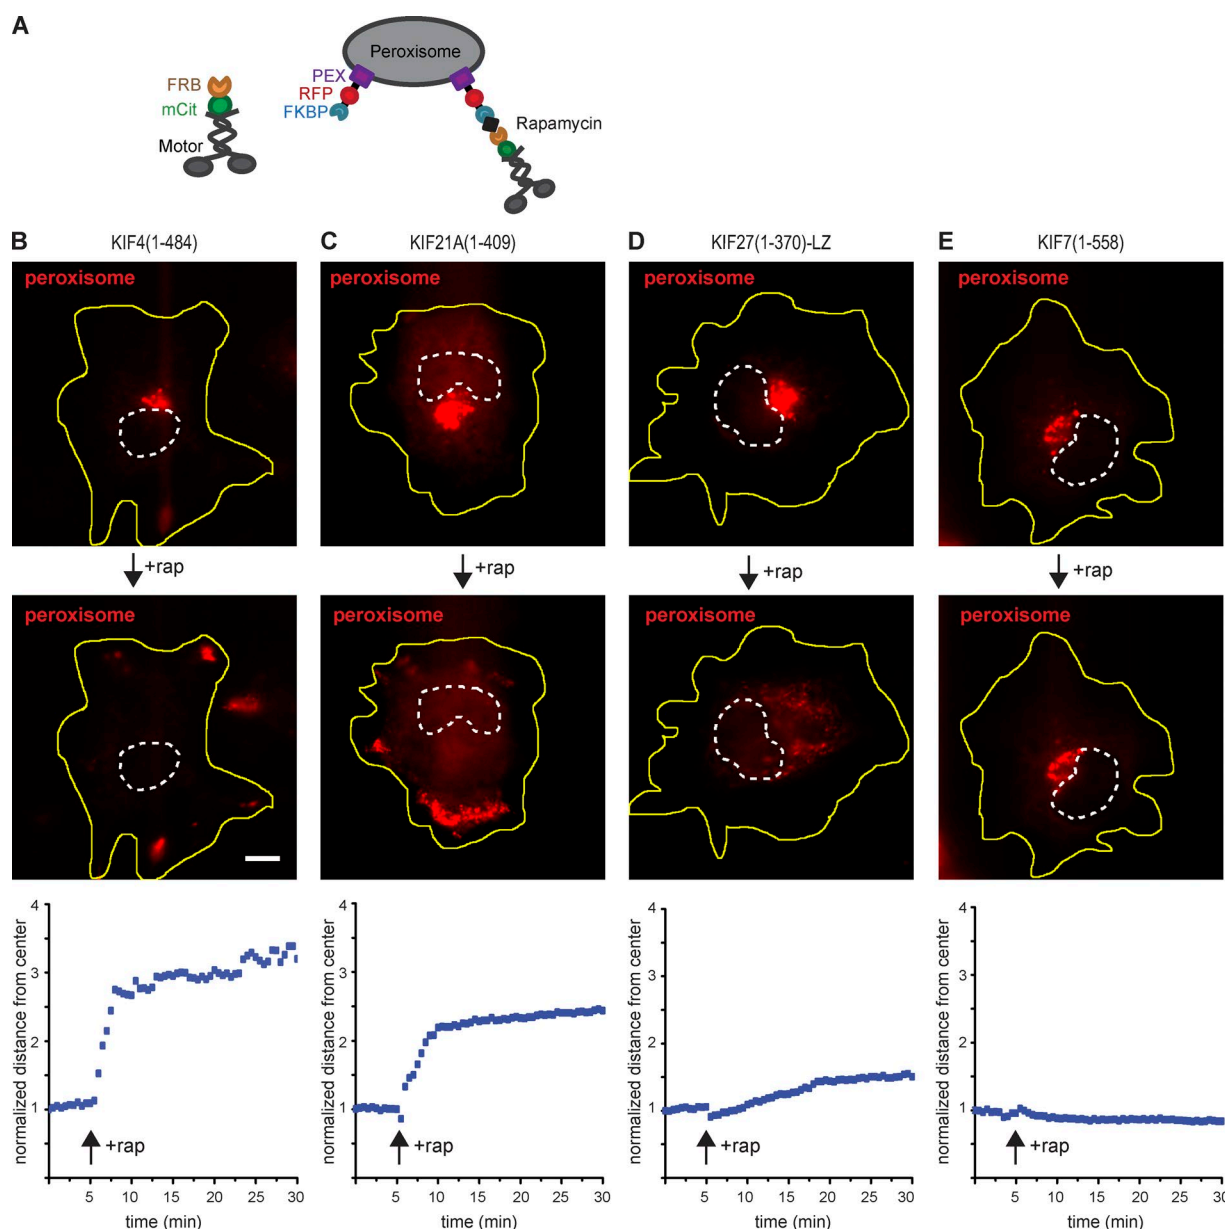 A
Peroxisome
PEX
RFP
FKBP
FRB
mCit
Motor
Rapamycin
B KIF4(1-484)
C KIF21A(1-409)
D KIF27(1-370)-LZ
E KIF7(1-558)
peroxisome
peroxisome
peroxisome
peroxisome
+rap
+rap
+rap
+rap
peroxisome
peroxisome
peroxisome
peroxisome
normalized distance from center
4
3
2
1
+rap
5 10 15 20 25 30
time (min)
normalized distance from center
4
3
2
1
+rap
5 10 15 20 25 30
time (min)
normalized distance from center
4
3
2
1
+rap
5 10 15 20 25 30
time (min)
normalized distance from center
4
3
2
1
+rap
5 10 15 20 25 30
time (min)